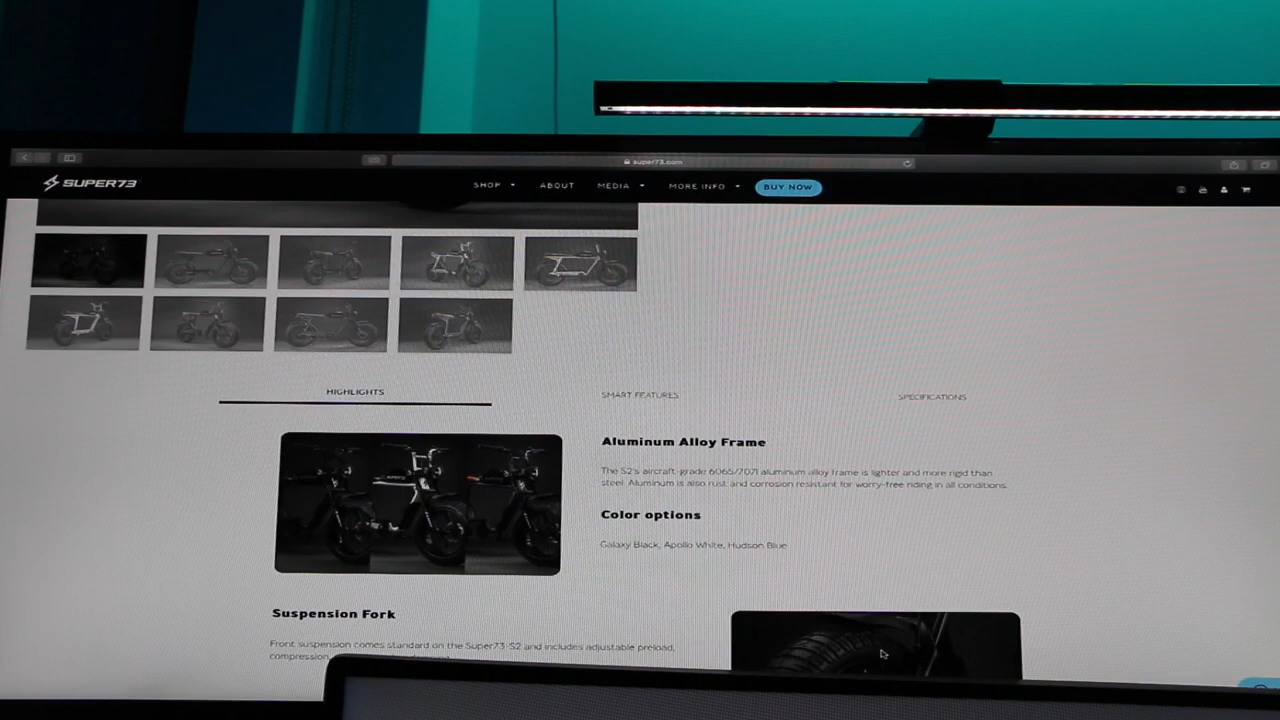 super73.com
SUPER73
SHOP
ABOUT
MEDIA
MORE INFO
BUY NOW
HIGHLIGHTS
SMART FEATURES
SPECIFICATIONS
Aluminum Alloy Frame
The S2's aircraft-grade 6065/7071 aluminum alloy frame is lighter and more rigid than
steel. Aluminum is also rust and corrosion resistant for worry-free riding in all conditions.
Color options
Galaxy Black, Apollo White, Hudson Blue
Suspension Fork
Front suspension comes standard on the Super73-S2 and includes adjustable preload,
compression,